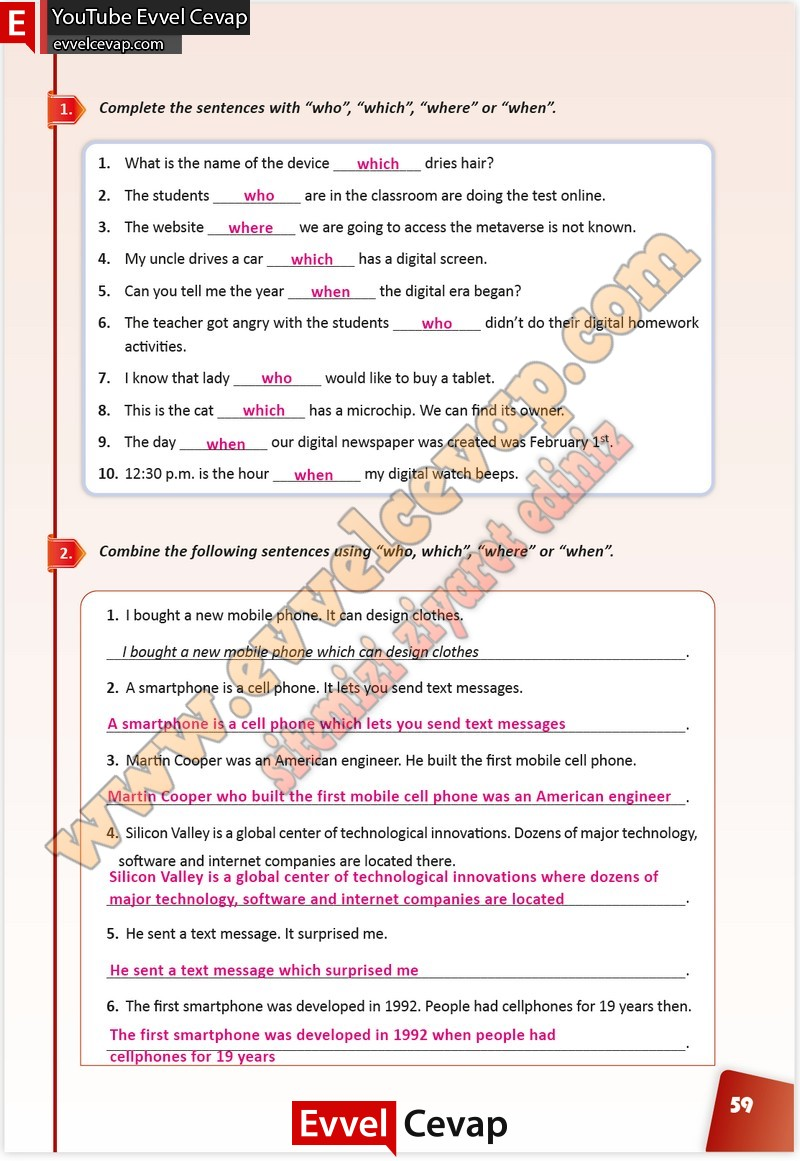 E YouTube Evvel Cevap
evvelcevap.com
1. Complete the sentences with “who”, “which”, “where” or “when”.
1. What is the name of the device which dries hair?
2. The students who are in the classroom are doing the test online.
3. The website where we are going to access the metaverse is not known.
4. My uncle drives a car which has a digital screen.
5. Can you tell me the year when the digital era began?
6. The teacher got angry with the students who didn’t do their digital homework
activities.
7. I know that lady who would like to buy a tablet.
8. This is the cat which has a microchip. We can find its owner.
9. The day when our digital newspaper was created was February 1st.
10. 12:30 p.m. is the hour when my digital watch beeps.
www.evvelcevap.com
sitemizi ziyaret ediniz
2. Combine the following sentences using “who, which”, “where” or “when”.
1. I bought a new mobile phone. It can design clothes.
I bought a new mobile phone which can design clothes.
2. A smartphone is a cell phone. It lets you send text messages.
A smartphone is a cell phone which lets you send text messages.
3. Martin Cooper was an American engineer. He built the first mobile cell phone.
Martin Cooper who built the first mobile cell phone was an American engineer.
4. Silicon Valley is a global center of technological innovations. Dozens of major technology,
software and internet companies are located there.
Silicon Valley is a global center of technological innovations where dozens of
major technology, software and internet companies are located.
5. He sent a text message. It surprised me.
He sent a text message which surprised me.
6. The first smartphone was developed in 1992. People had cellphones for 19 years then.
The first smartphone was developed in 1992 when people had
cellphones for 19 years.
59
Evvel Cevap